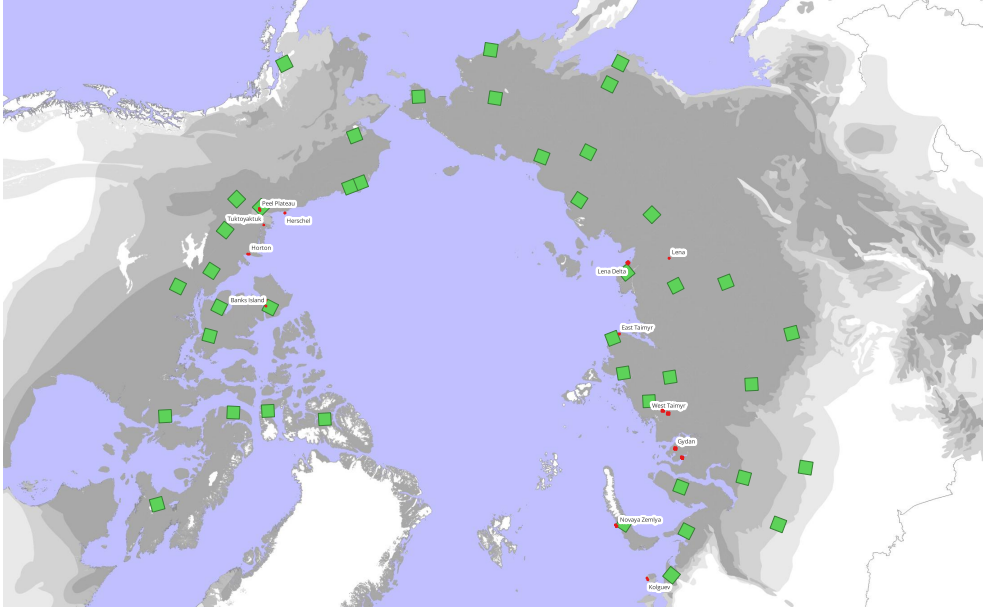 Peel Plateau
Tuktoyaktuk
Herschel
Horton
Lena
Lena Delta
Banks Island
East Taimyr
West Taimyr
Gydan
Novaya Zemlya
Kolguev